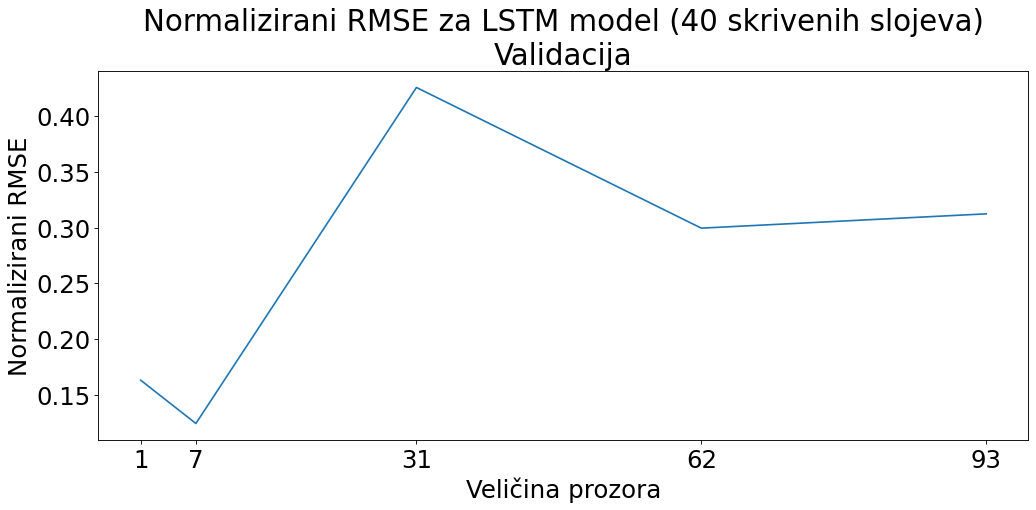 Normalizirani RMSE za LSTM model (40 skrivenih slojeva)
Validacija
Normalizirani RMSE
0.40
0.35
0.30
0.25
0.20
0.15
1 7 31 62 93
Veličina prozora